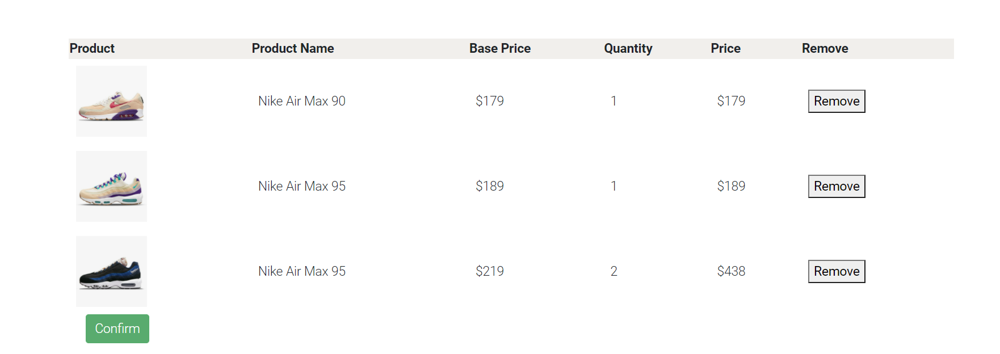 Product Product Name Base Price Quantity Price Remove
Nike Air Max 90 $179 1 $179 Remove
Nike Air Max 95 $189 1 $189 Remove
Nike Air Max 95 $219 2 $438 Remove
Confirm